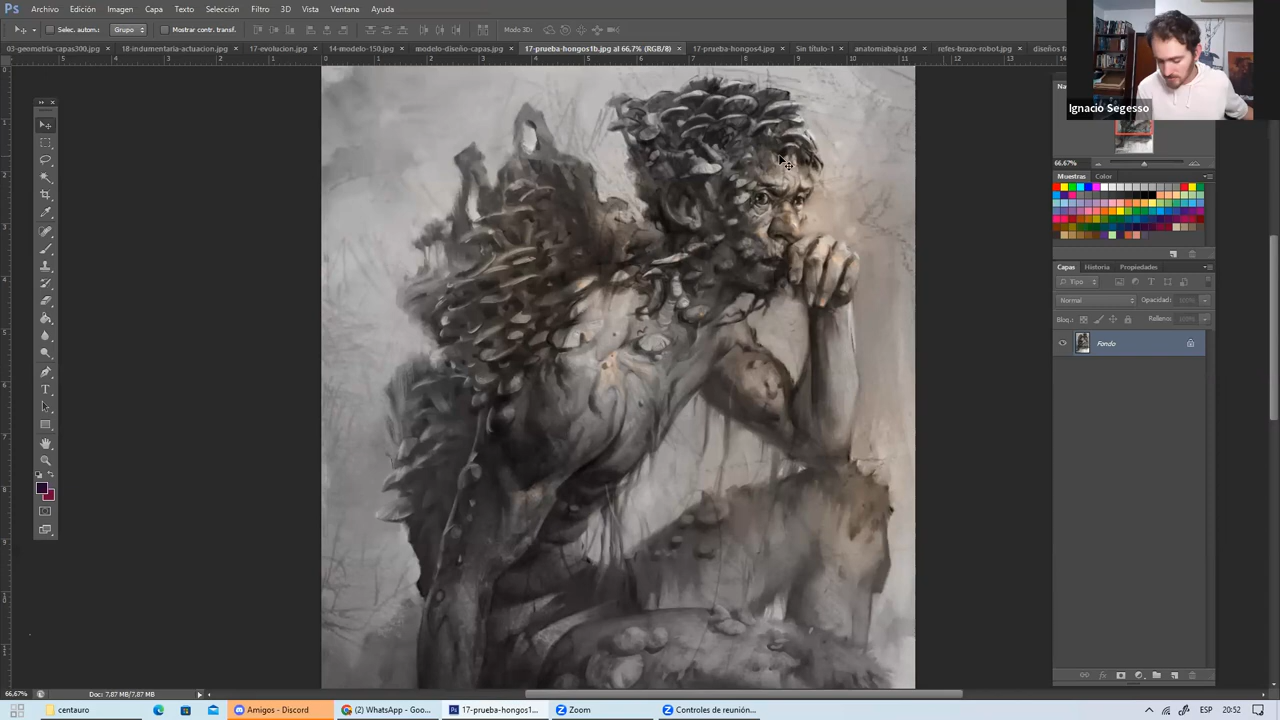 Ps Archivo Edición Imagen Capa Texto Selección Filtro 3D Vista Ventana Ayuda
Selec. autom.: Grupo Mostrar contr. transf. Modo 3D:
03-geometria-capas300.jpg 18-indumentaria-actuacion.jpg 17-evolucion.jpg 14-modelo-150.jpg modelo-diseño-capas.jpg 17-prueba-hongos1b.jpg al 66,7% (RGB/8) 17-prueba-hongos4.jpg Sin título-1 anatomiabaja.psd refes-brazo-robot.jpg
Ignacio Segesso
66.67%
Muestras Color
Capas Historia Propiedades
Tipo
Normal Opacidad: 100%
Bloq.: Relleno: 100%
Fondo
66.67% Doc: 7,87 MB/7,87 MB
centauro Amigos - Discord (2) WhatsApp - Goo... 17-prueba-hongos1... Zoom Controles de reunión... ESP 20:52